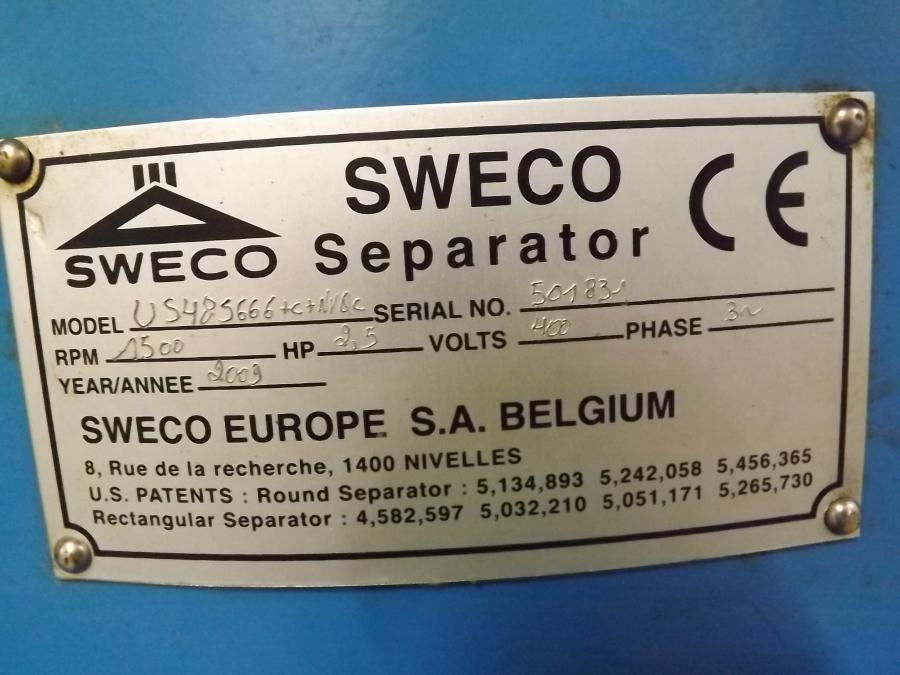 SWECO
SWECO
Separator
CE
MODEL US48S666+C+ SERIAL NO. 501831
RPM 1500 HP 2,5 VOLTS 400 PHASE 3~
YEAR/ANNEE 2009
SWECO EUROPE S.A. BELGIUM
8, Rue de la recherche, 1400 NIVELLES
U.S. PATENTS : Round Separator : 5,134,893 5,242,058 5,456,365
Rectangular Separator : 4,582,597 5,032,210 5,051,171 5,265,730